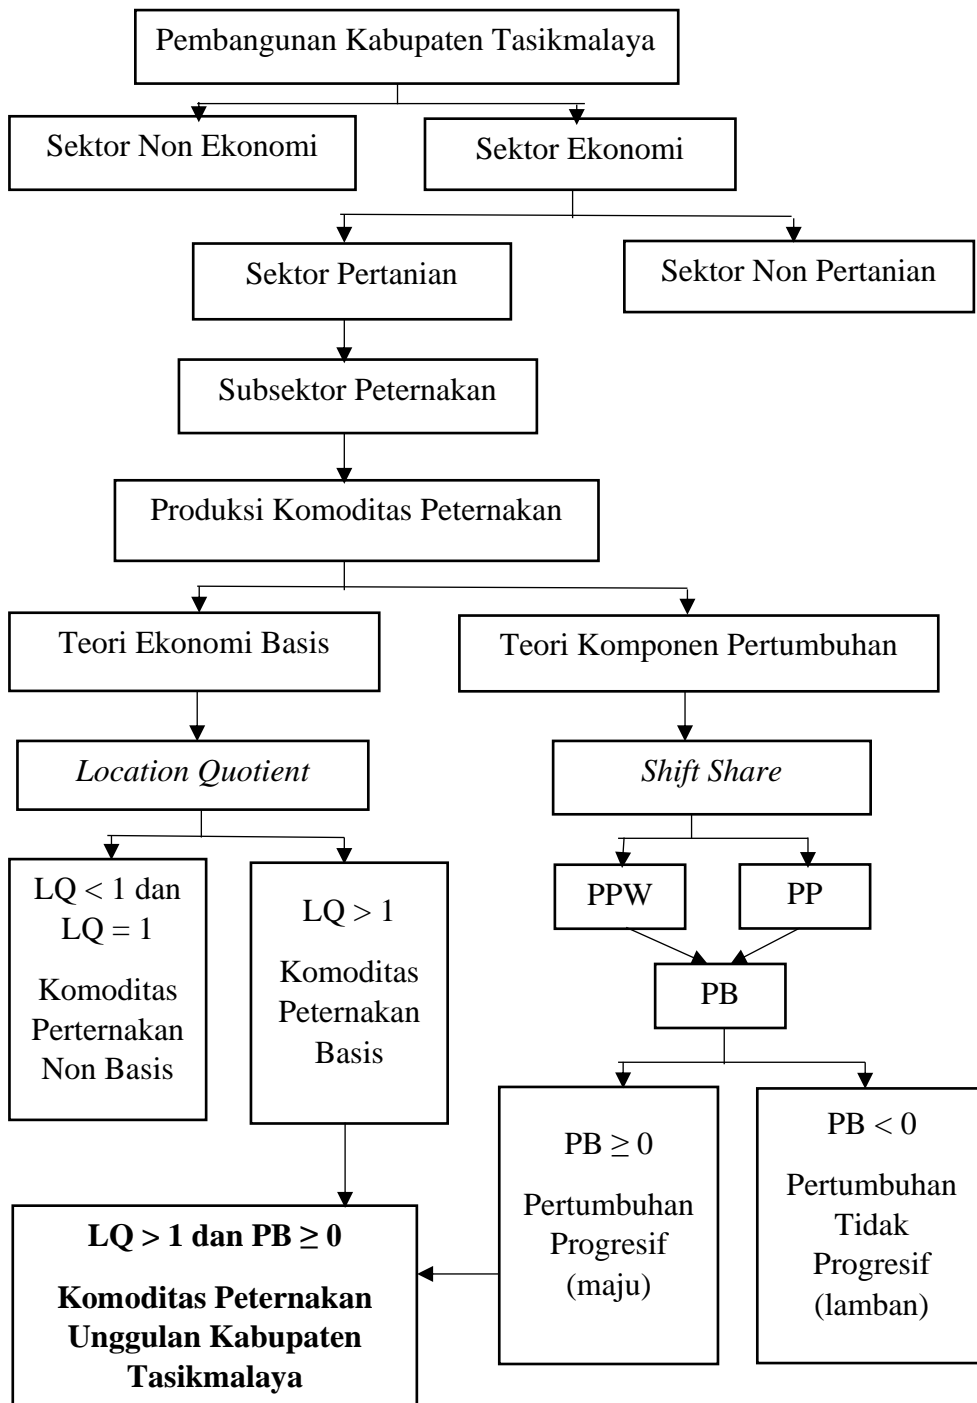 Pembangunan Kabupaten Tasikmalaya
Sektor Non Ekonomi
Sektor Ekonomi
Sektor Pertanian
Sektor Non Pertanian
Subsektor Peternakan
Produksi Komoditas Peternakan
Teori Ekonomi Basis
Teori Komponen Pertumbuhan
Location Quotient
Shift Share
LQ < 1 dan
LQ = 1
Komoditas
Perternakan
Non Basis
LQ > 1
Komoditas
Peternakan
Basis
PPW
PP
PB
PB ≥ 0
Pertumbuhan
Progresif
(maju)
PB < 0
Pertumbuhan
Tidak
Progresif
(lamban)
LQ > 1 dan PB ≥ 0
Komoditas Peternakan
Unggulan Kabupaten
Tasikmalaya